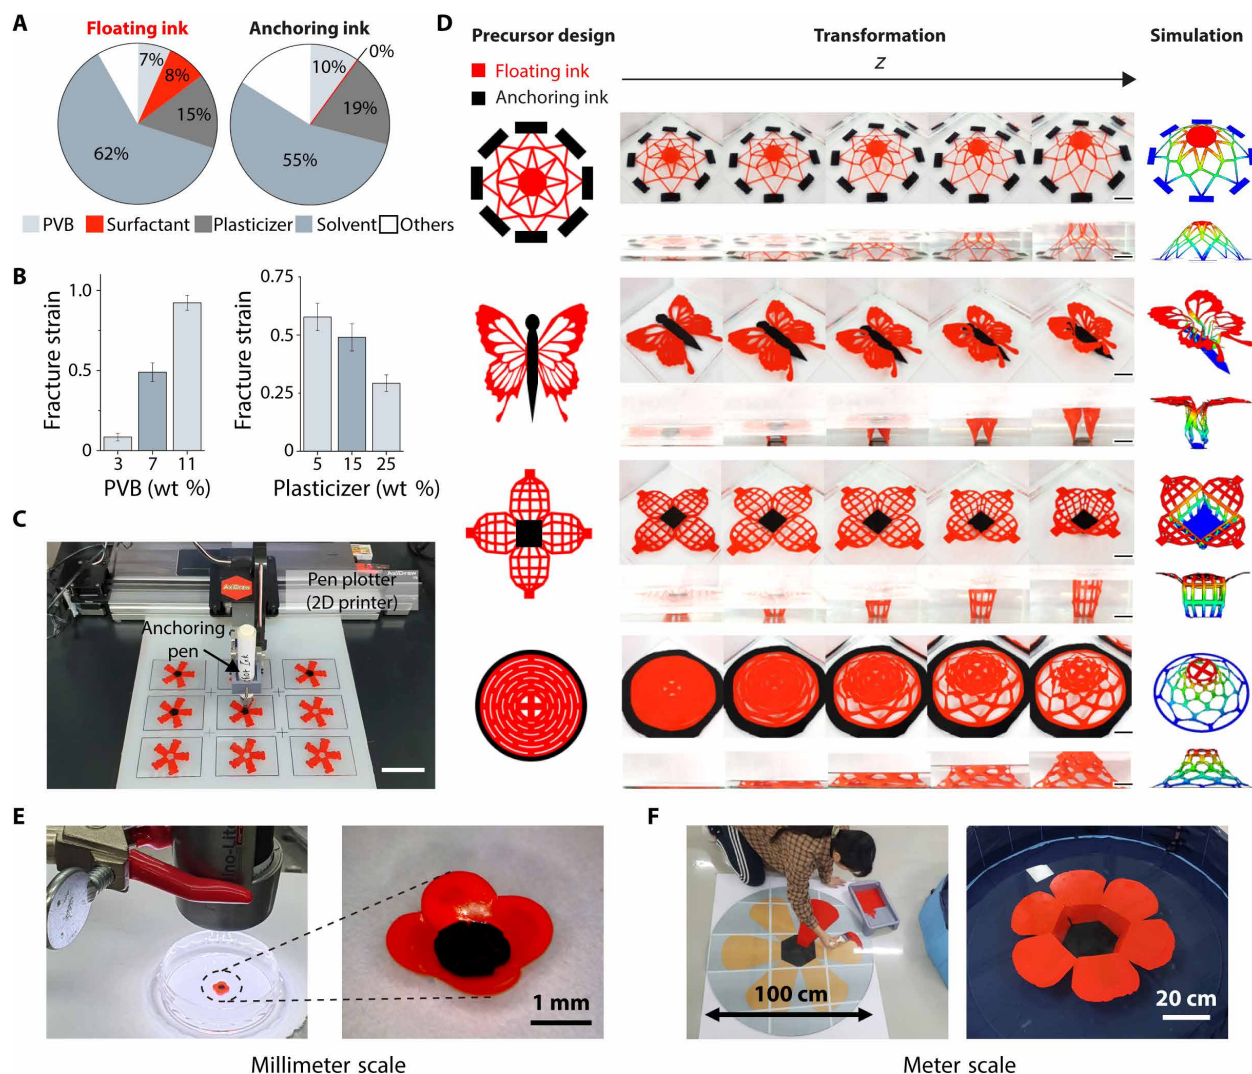 A
Floating ink
Anchoring ink
7%
8%
15%
62%
10%
0%
19%
55%
PVB
Surfactant
Plasticizer
Solvent
Others
B
Fracture strain
1.0
0.5
0
3
7
11
PVB (wt %)
Fracture strain
0.75
0.5
0.25
0
5
15
25
Plasticizer (wt %)
C
AxiDraw
Pen plotter
(2D printer)
Anchoring
pen
D
Precursor design
Transformation
Simulation
Floating ink
Anchoring ink
z
E
1 mm
Millimeter scale
F
100 cm
20 cm
Meter scale